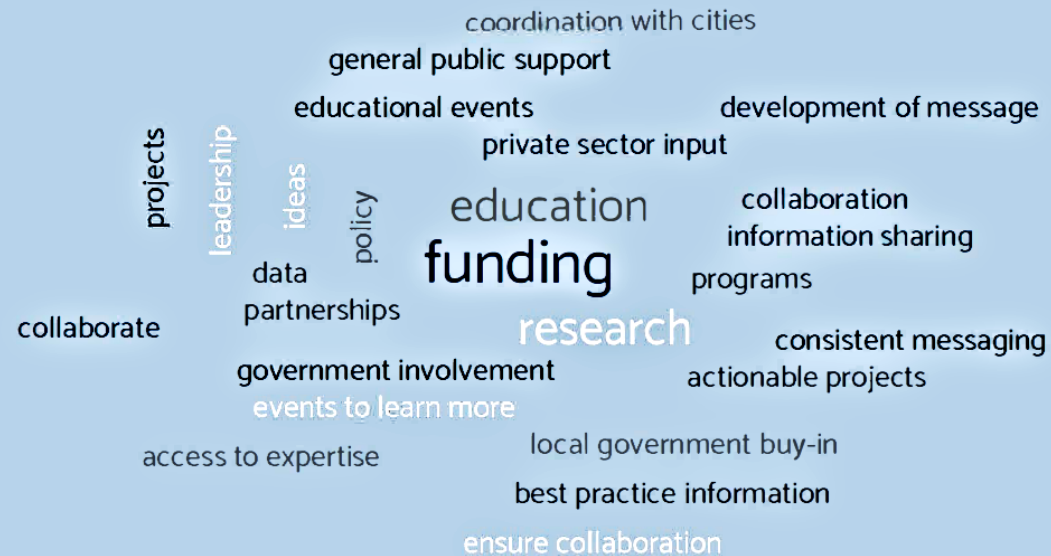 coordination with cities
general public support
educational events
development of message
private sector input
projects
leadership
ideas
policy
education
collaboration
information sharing
funding
data
programs
partnerships
collaborate
research
consistent messaging
government involvement
actionable projects
events to learn more
local government buy-in
access to expertise
best practice information
ensure collaboration